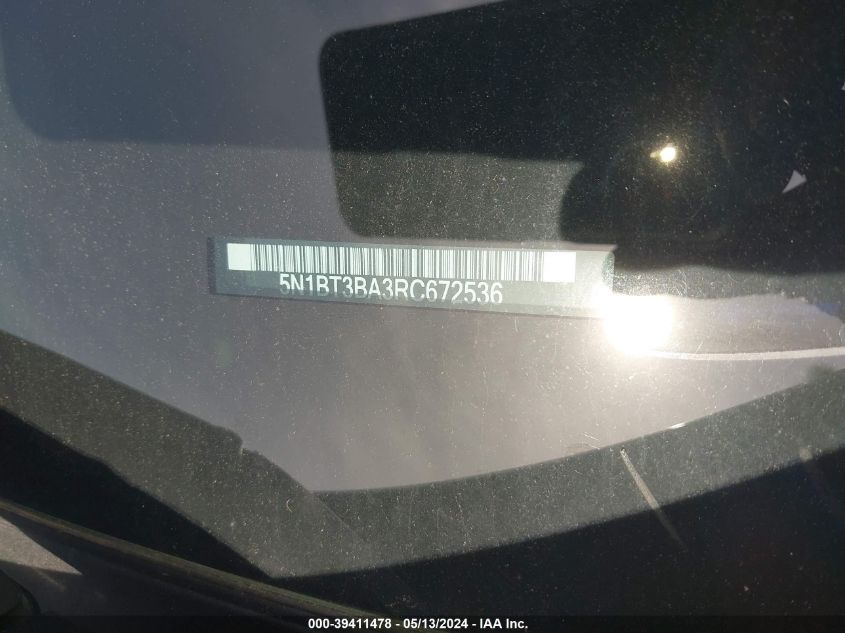 5N1BT3BA3RC672536
000-39411478 - 05/13/2024 - IAA Inc.